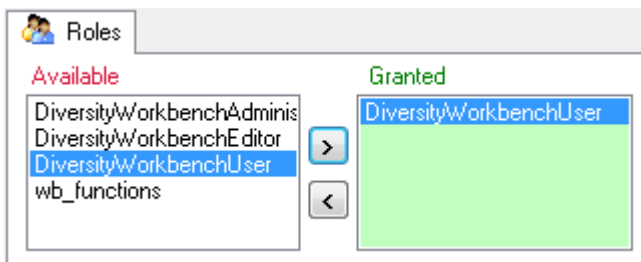 Roles
Available
Granted
DiversityWorkbenchAdminis
DiversityWorkbenchEditor
DiversityWorkbenchUser
wb_functions
>
<
DiversityWorkbenchUser